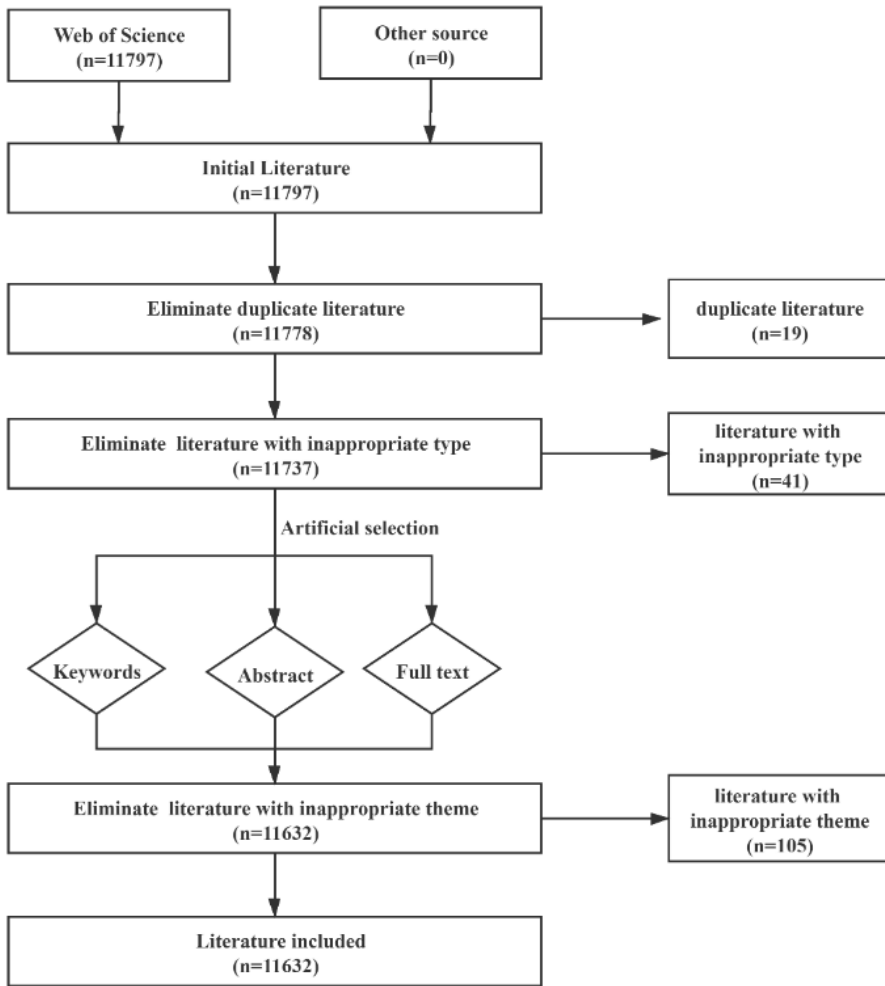 Web of Science
(n=11797)
Other source
(n=0)
Initial Literature
(n=11797)
Eliminate duplicate literature
(n=11778)
duplicate literature
(n=19)
Eliminate literature with inappropriate type
(n=11737)
literature with
inappropriate type
(n=41)
Artificial selection
Keywords
Abstract
Full text
Eliminate literature with inappropriate theme
(n=11632)
literature with
inappropriate theme
(n=105)
Literature included
(n=11632)